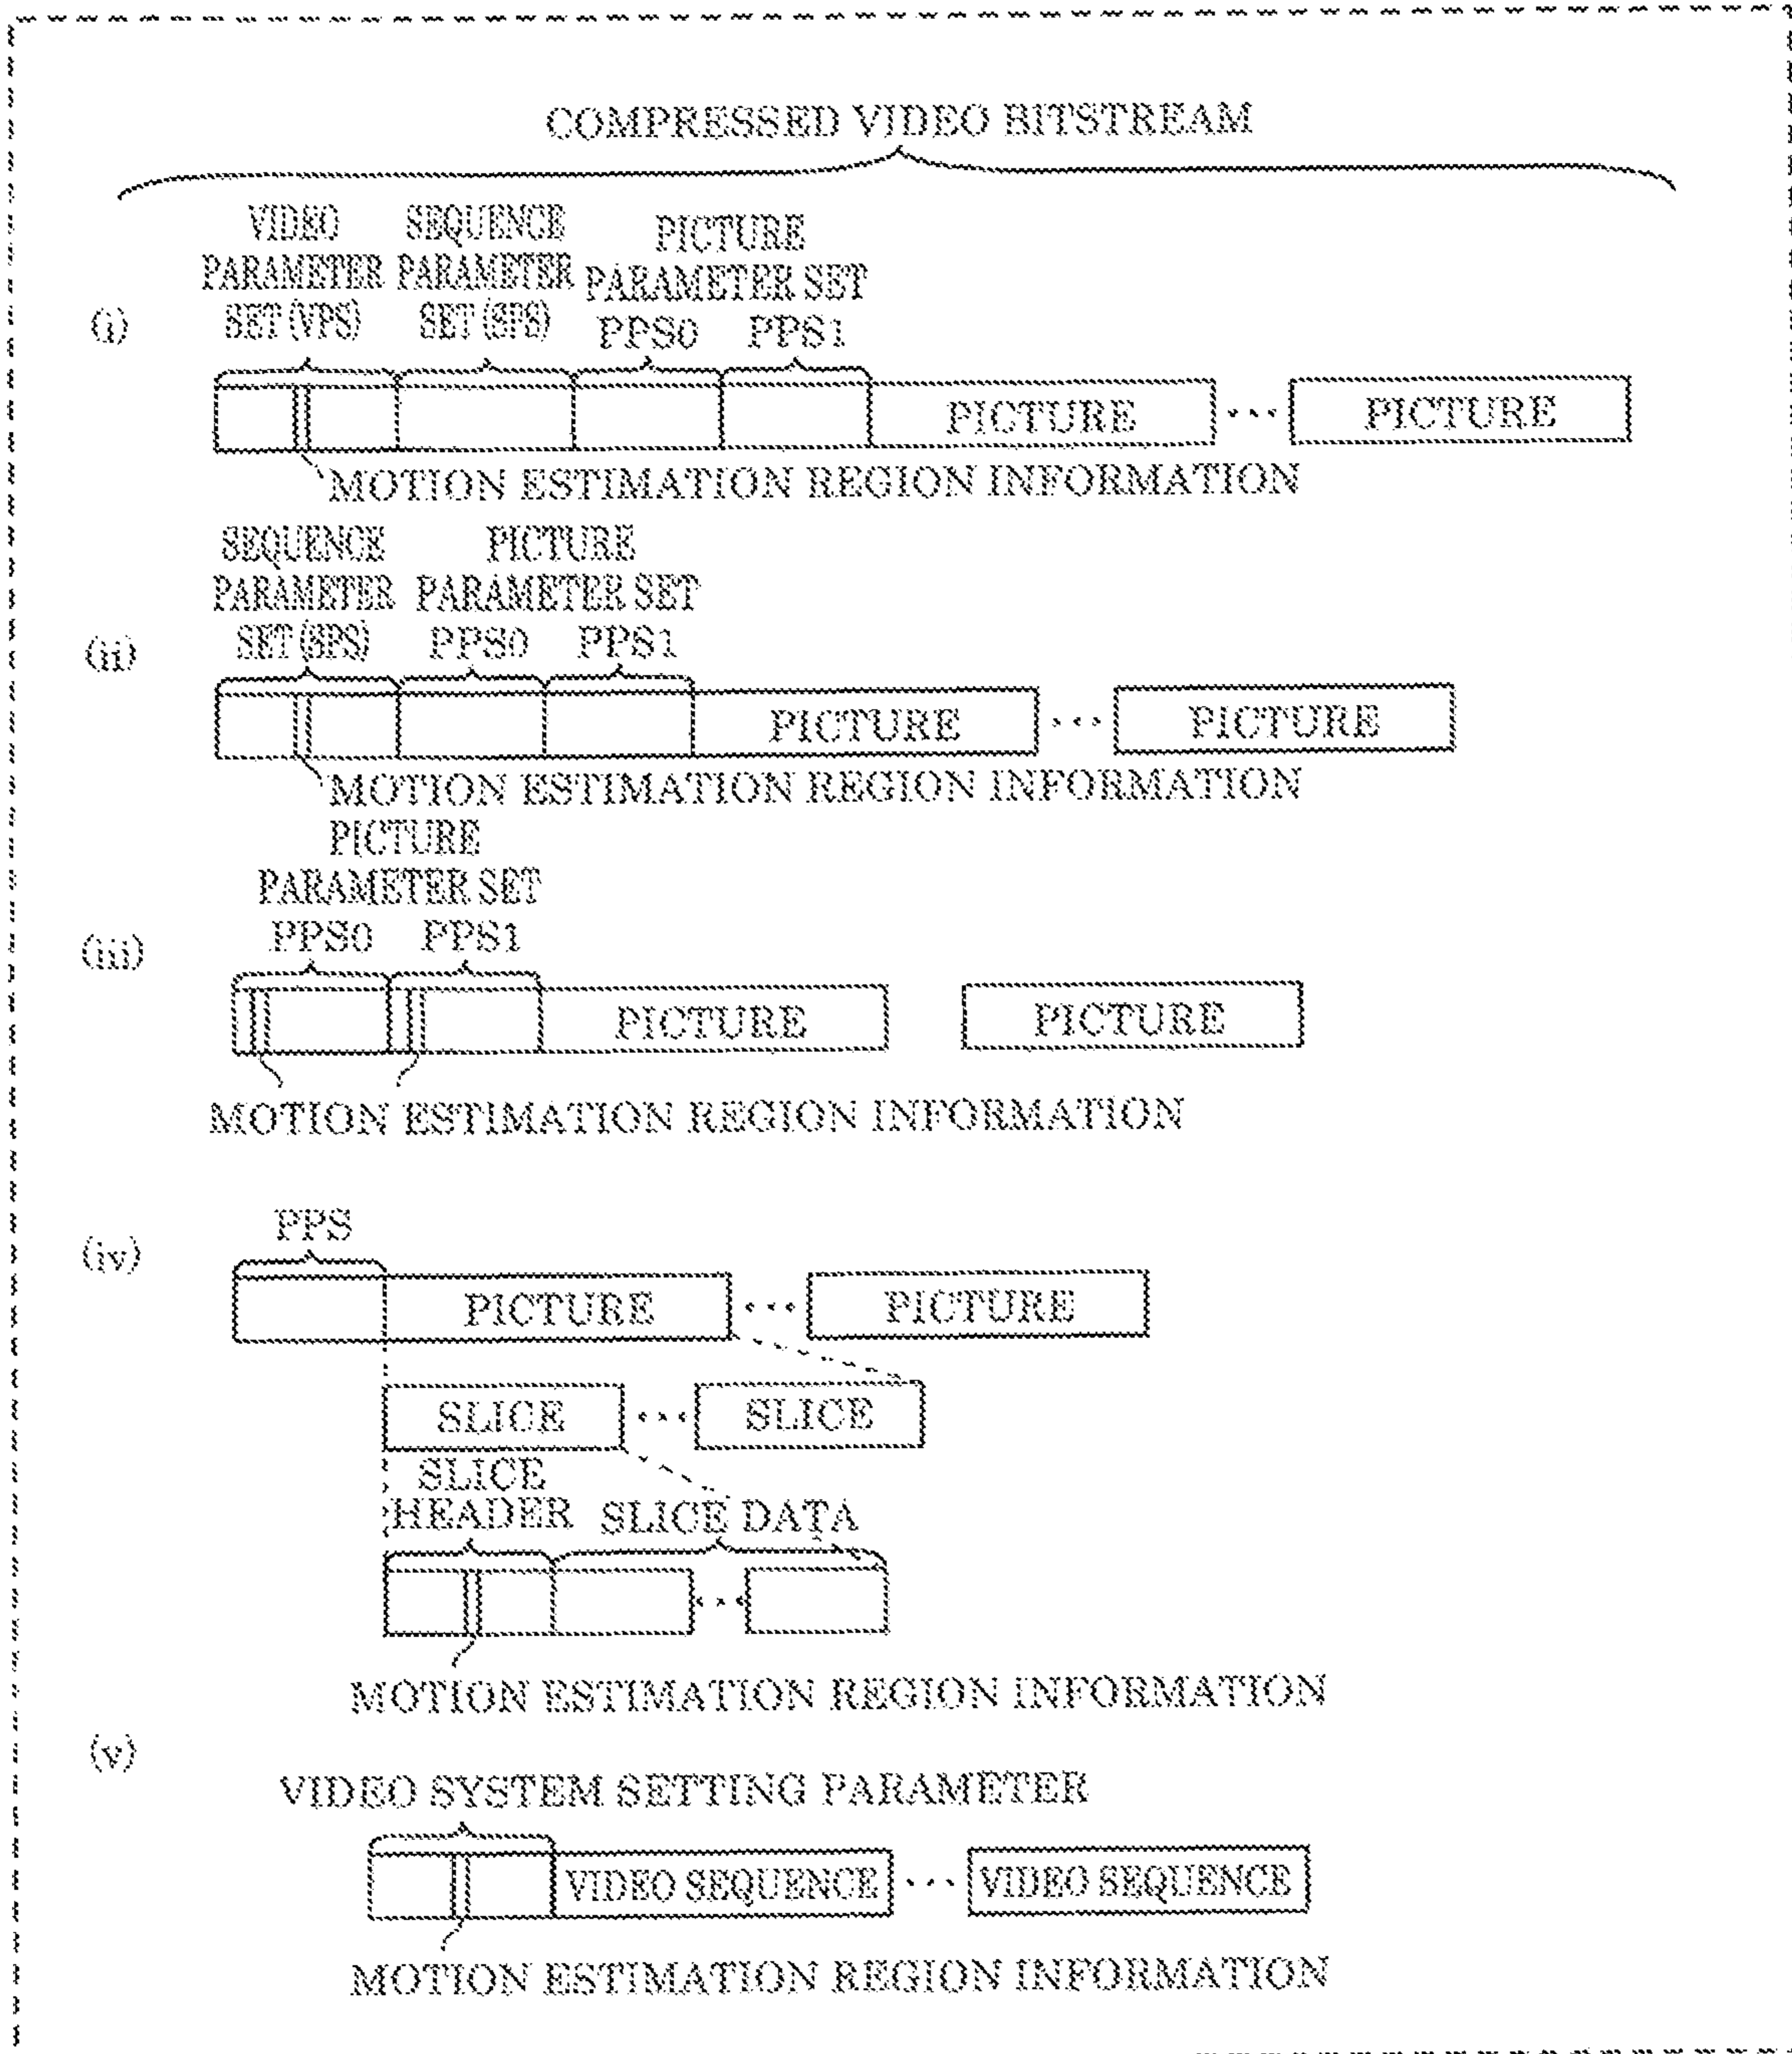 COMPRESSED VIDEO BITSTREAM
(i)
VIDEO
PARAMETER
SET (VPS)
SEQUENCE
PARAMETER
SET (SPS)
PICTURE
PARAMETER SET
PPS0 PPS1
PICTURE ... PICTURE
MOTION ESTIMATION REGION INFORMATION
(ii)
SEQUENCE
PARAMETER
SET (SPS)
PICTURE
PARAMETER SET
PPS0 PPS1
PICTURE ... PICTURE
MOTION ESTIMATION REGION INFORMATION
(iii)
PICTURE
PARAMETER SET
PPS0 PPS1
PICTURE PICTURE
MOTION ESTIMATION REGION INFORMATION
(iv)
PPS
PICTURE ... PICTURE
SLICE ... SLICE
SLICE
HEADER
SLICE DATA
...
MOTION ESTIMATION REGION INFORMATION
(v)
VIDEO SYSTEM SETTING PARAMETER
VIDEO SEQUENCE ... VIDEO SEQUENCE
MOTION ESTIMATION REGION INFORMATION